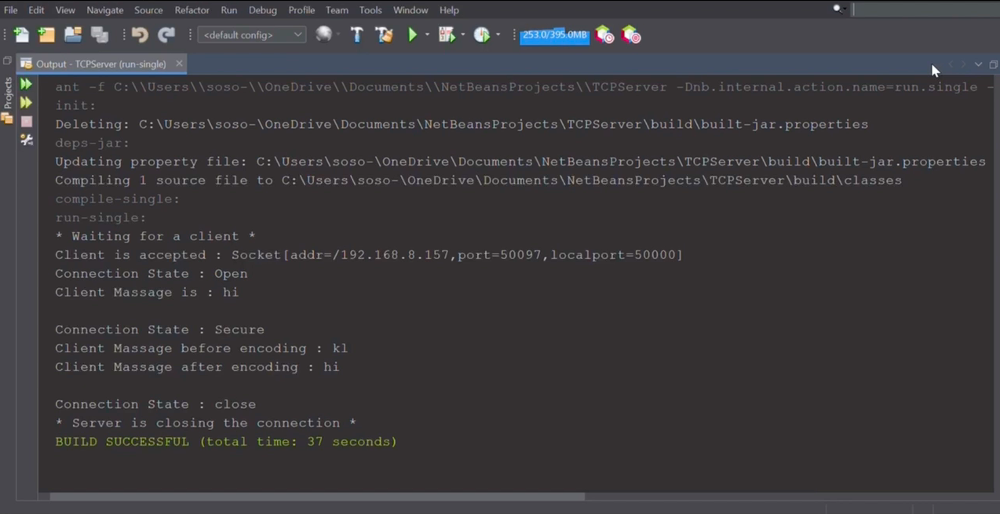 File Edit View Navigate Source Refactor Run Debug Profile Team Tools Window Help
<default config>
253.0/395.0MB
Output - TCPServer (run-single)
Projects
ant -f C:\\Users\\soso-\\OneDrive\\Documents\\NetBeansProjects\\TCPServer -Dnb.internal.action.name=run.single -
init:
Deleting: C:\Users\soso-\OneDrive\Documents\NetBeansProjects\TCPServer\build\built-jar.properties
deps-jar:
Updating property file: C:\Users\soso-\OneDrive\Documents\NetBeansProjects\TCPServer\build\built-jar.properties
Compiling 1 source file to C:\Users\soso-\OneDrive\Documents\NetBeansProjects\TCPServer\build\classes
compile-single:
run-single:
* Waiting for a client *
Client is accepted : Socket[addr=/192.168.8.157,port=50097,localport=50000]
Connection State : Open
Client Massage is : hi
Connection State : Secure
Client Massage before encoding : kl
Client Massage after encoding : hi
Connection State : close
* Server is closing the connection *
BUILD SUCCESSFUL (total time: 37 seconds)